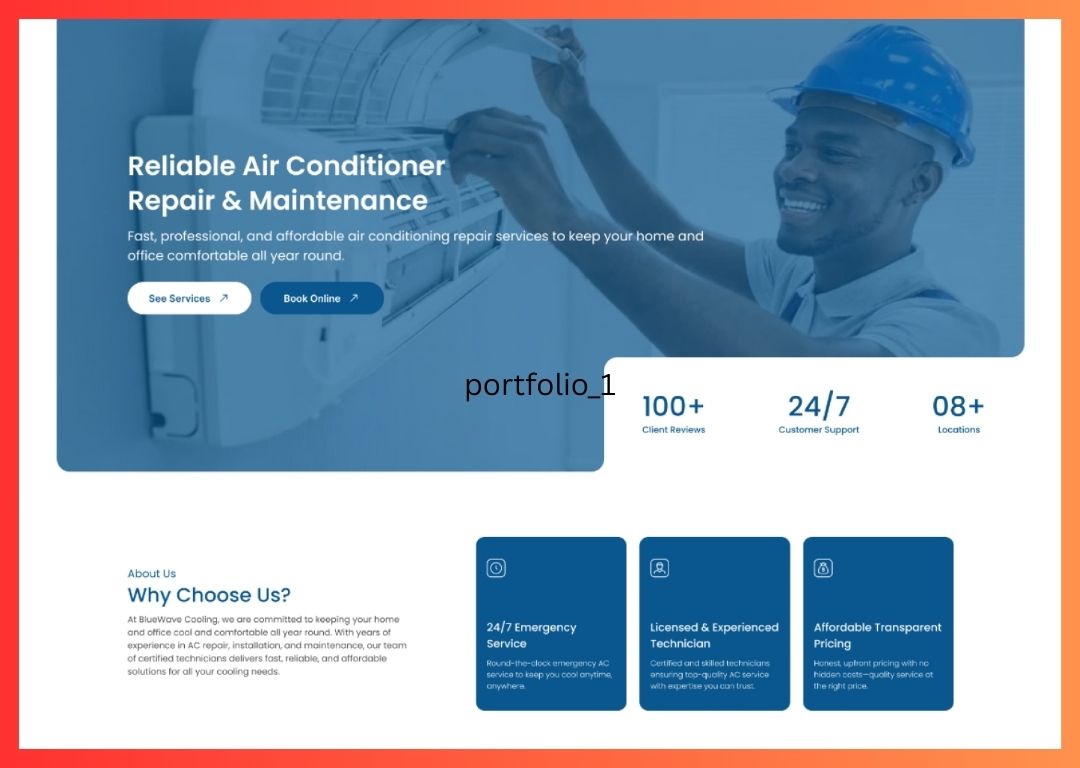 Reliable Air Conditioner
Repair & Maintenance
Fast, professional, and affordable air conditioning repair services to keep your home and
office comfortable all year round.
See Services
Book Online
portfolio_1
100+
Client Reviews
24/7
Customer Support
08+
Locations
About Us
Why Choose Us?
At BlueWave Cooling, we are committed to keeping your home
and office cool and comfortable all year round. With years of
experience in AC repair, installation, and maintenance, our team
of certified technicians delivers fast, reliable, and affordable
solutions for all your cooling needs.
24/7 Emergency
Service
Round-the-clock emergency AC
service to keep you cool anytime,
anywhere.
Licensed & Experienced
Technician
Certified and skilled technicians
ensuring top-quality AC service
with expertise you can trust.
Affordable Transparent
Pricing
Honest, upfront pricing with no
hidden costs—quality service at
the right price.